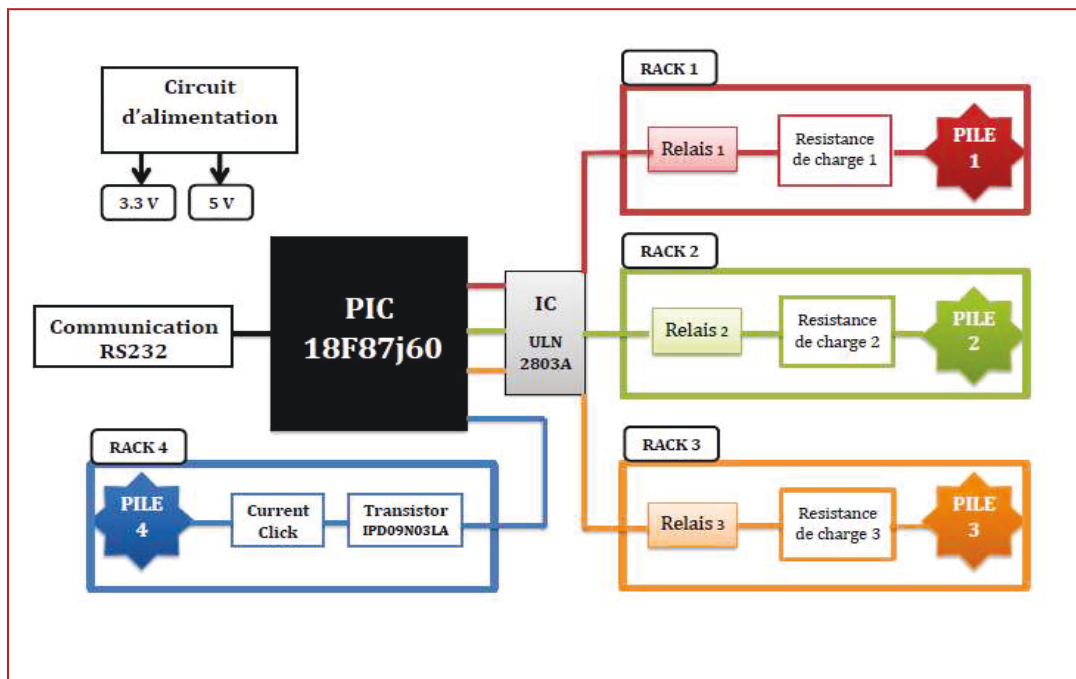 Circuit
d'alimentation
3.3 V
5 V
RACK 1
Relais 1
Resistance
de charge 1
PILE
1
RACK 2
Relais 2
Resistance
de charge 2
PILE
2
PIC
18F87j60
IC
ULN
2803A
Communication
RS232
RACK 4
PILE
4
Current
Click
Transistor
IPD09N03LA
RACK 3
Relais 3
Resistance
de charge 3
PILE
3